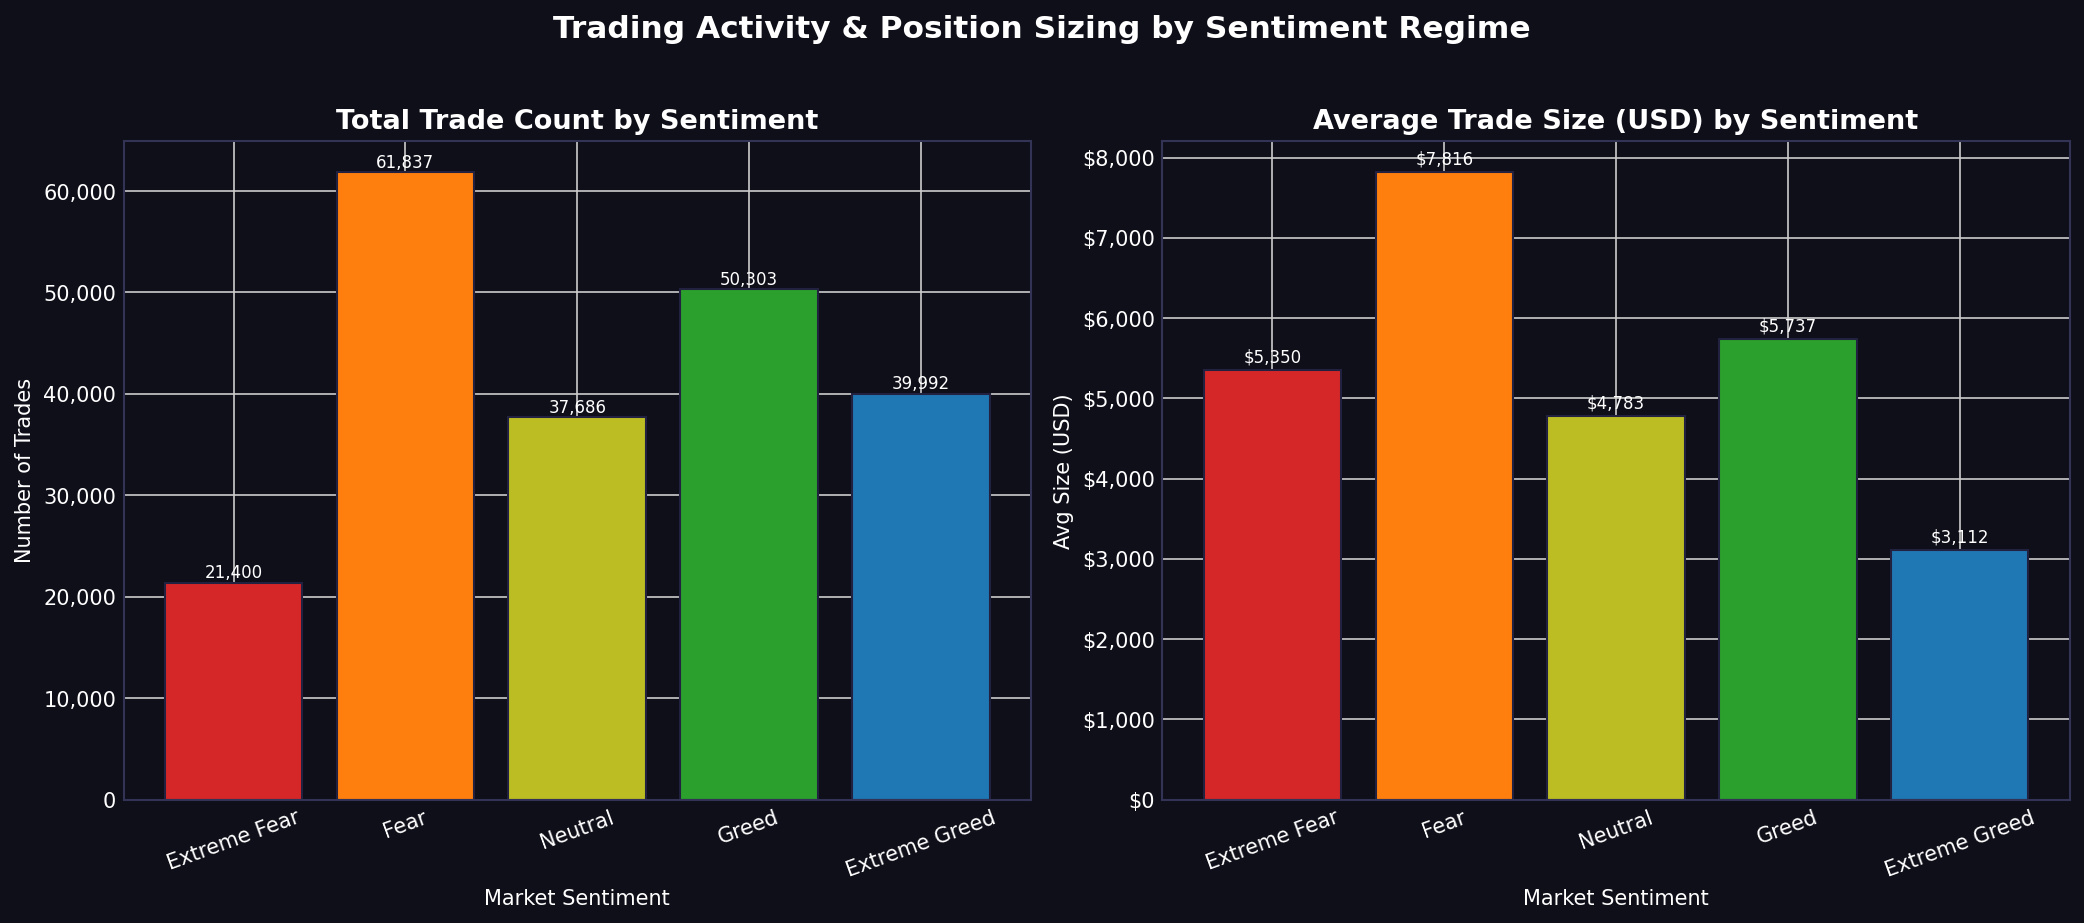 Trading Activity & Position Sizing by Sentiment Regime
Total Trade Count by Sentiment
Number of Trades
60,000
50,000
40,000
30,000
20,000
10,000
0
21,400
61,837
37,686
50,303
39,992
Extreme Fear
Fear
Neutral
Greed
Extreme Greed
Market Sentiment
Average Trade Size (USD) by Sentiment
Avg Size (USD)
$8,000
$7,000
$6,000
$5,000
$4,000
$3,000
$2,000
$1,000
$0
$5,350
$7,816
$4,783
$5,737
$3,112
Extreme Fear
Fear
Neutral
Greed
Extreme Greed
Market Sentiment